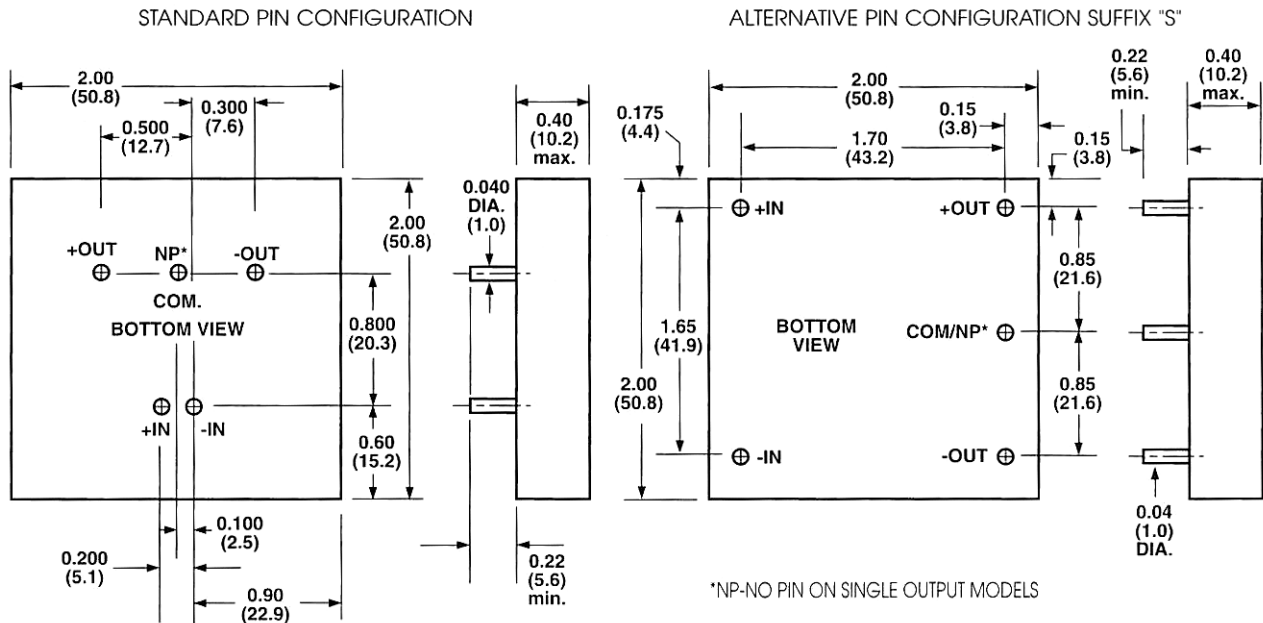 STANDARD PIN CONFIGURATION
2.00
(50.8)
0.300
(7.6)
0.500
(12.7)
0.40
(10.2)
max.
+OUT
NP*
-OUT
COM.
BOTTOM VIEW
2.00
(50.8)
0.040
DIA.
(1.0)
0.800
(20.3)
+IN
-IN
0.60
(15.2)
0.100
(2.5)
0.200
(5.1)
0.90
(22.9)
0.22
(5.6)
min.
ALTERNATIVE PIN CONFIGURATION SUFFIX "S"
2.00
(50.8)
0.22
(5.6)
min.
0.40
(10.2)
max.
0.175
(4.4)
0.15
(3.8)
1.70
(43.2)
0.15
(3.8)
+IN
+OUT
0.85
(21.6)
1.65
(41.9)
BOTTOM
VIEW
COM/NP*
2.00
(50.8)
0.85
(21.6)
-IN
-OUT
0.04
(1.0)
DIA.
*NP-NO PIN ON SINGLE OUTPUT MODELS